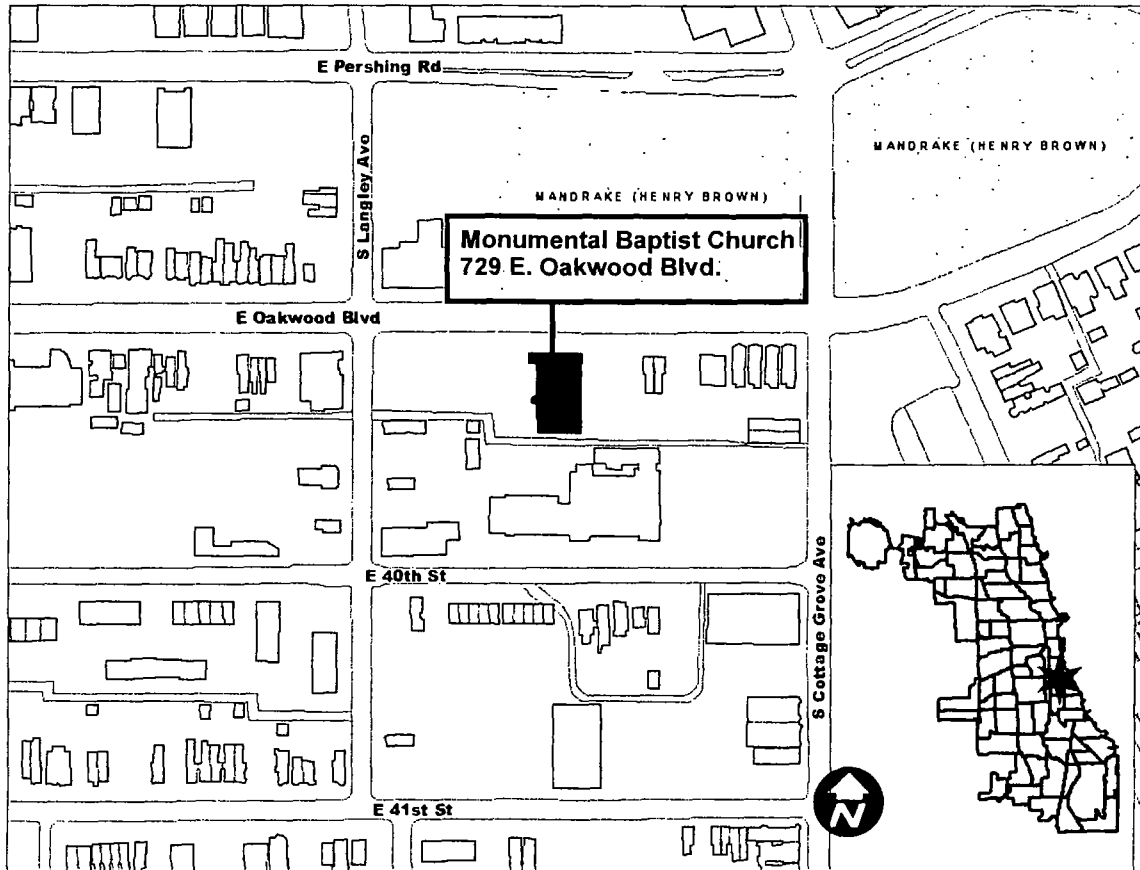 E Pershing Rd
MANDRAKE (HENRY BROWN)
S Langley Ave
MANDRAKE (HENRY BROWN)
Monumental Baptist Church
729 E. Oakwood Blvd.
E Oakwood Blvd
E 40th St
S Cottage Grove Ave
E 41st St
N